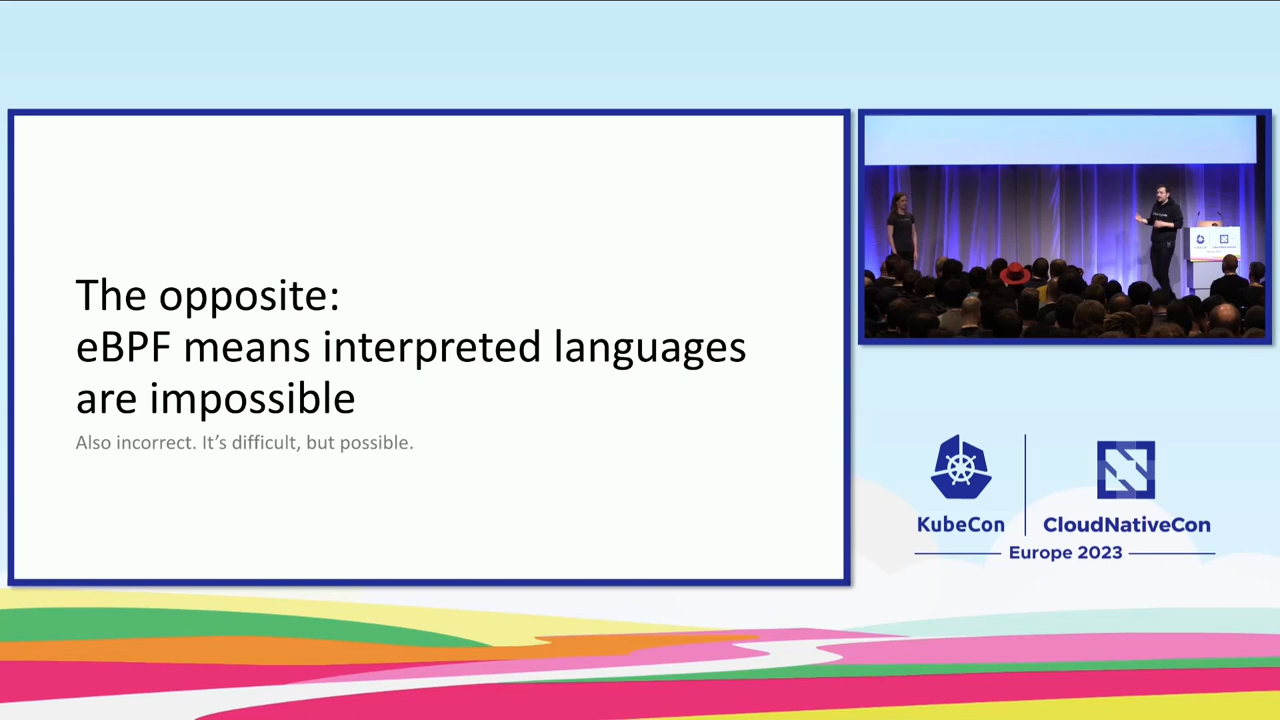 The opposite:
eBPF means interpreted languages
are impossible
Also incorrect. It’s difficult, but possible.
KubeCon
CloudNativeCon
Europe 2023